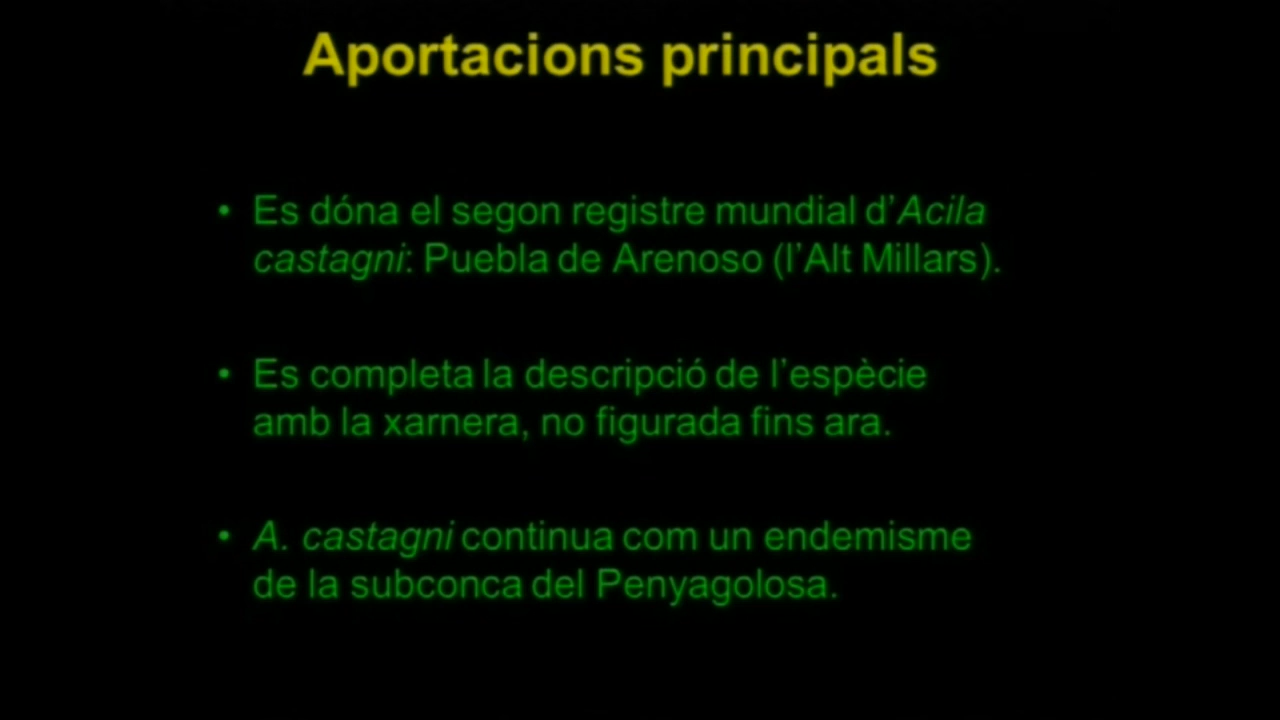 Aportacions principals
• Es dóna el segon registre mundial d’Acila
castagni: Puebla de Arenoso (l’Alt Millars).
• Es completa la descripció de l’espècie
amb la xarnera, no figurada fins ara.
• A. castagni continua com un endemisme
de la subconca del Penyagolosa.